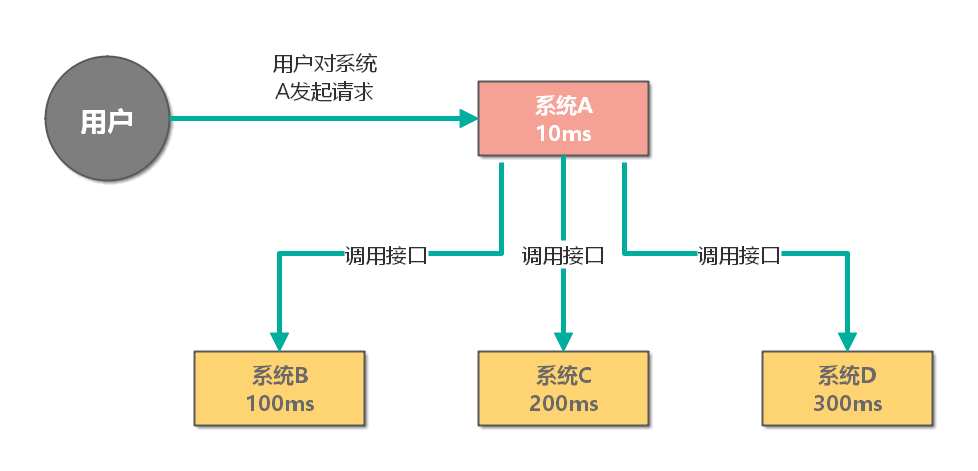 用户对系统
A发起请求
用户
系统A
10ms
调用接口
调用接口
调用接口
系统B
100ms
系统C
200ms
系统D
300ms